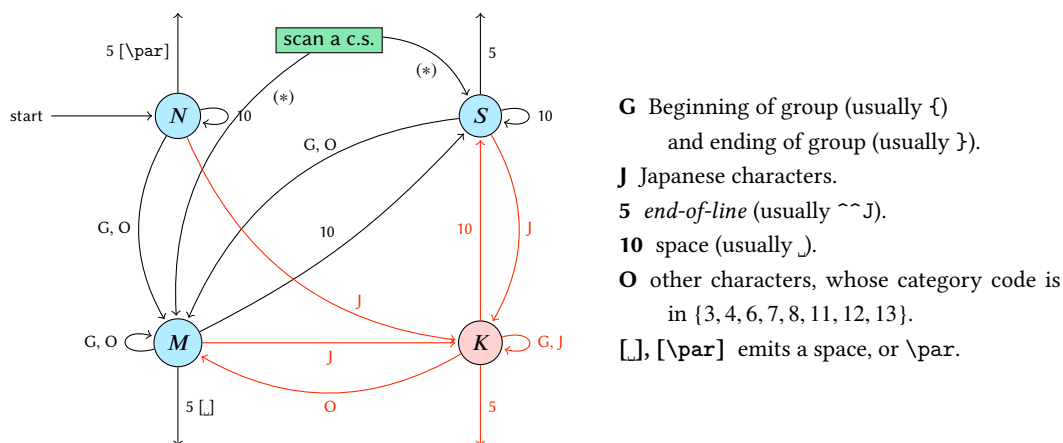 5 [\par]
scan a c.s.
5
(∗)
(∗)
start
N
10
S
10
G, O
G, O
10
10
J
J
G, O
M
J
K
G, J
O
5 [␣]
5
G Beginning of group (usually {)
and ending of group (usually }).
J Japanese characters.
5 end-of-line (usually ^^J).
10 space (usually ␣).
O other characters, whose category code is
in {3, 4, 6, 7, 8, 11, 12, 13}.
[␣], [\par] emits a space, or \par.